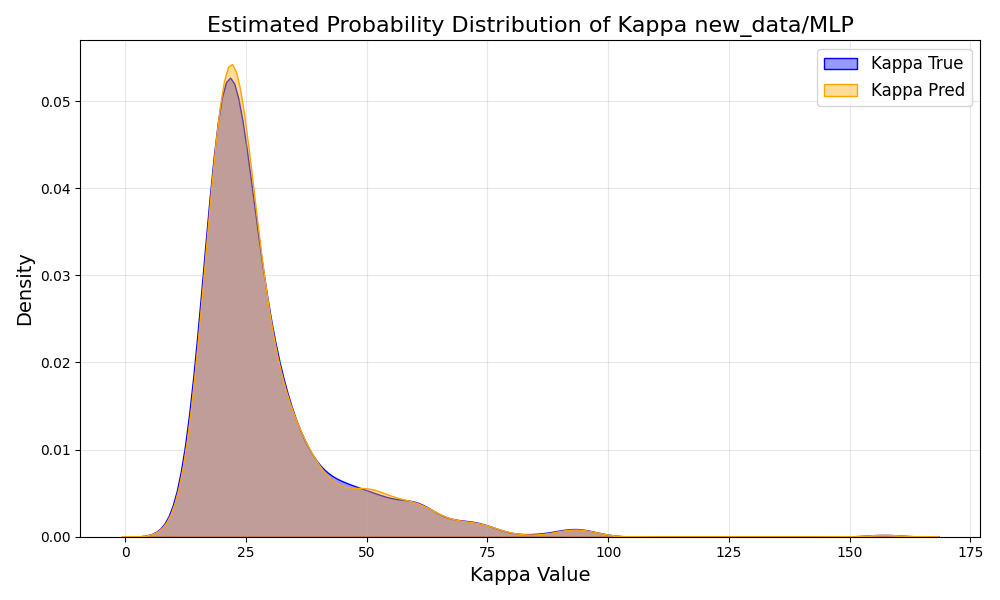 Estimated Probability Distribution of Kappa new_data/MLP
Kappa True
Kappa Pred
Density
0.05
0.04
0.03
0.02
0.01
0.00
0 25 50 75 100 125 150 175
Kappa Value